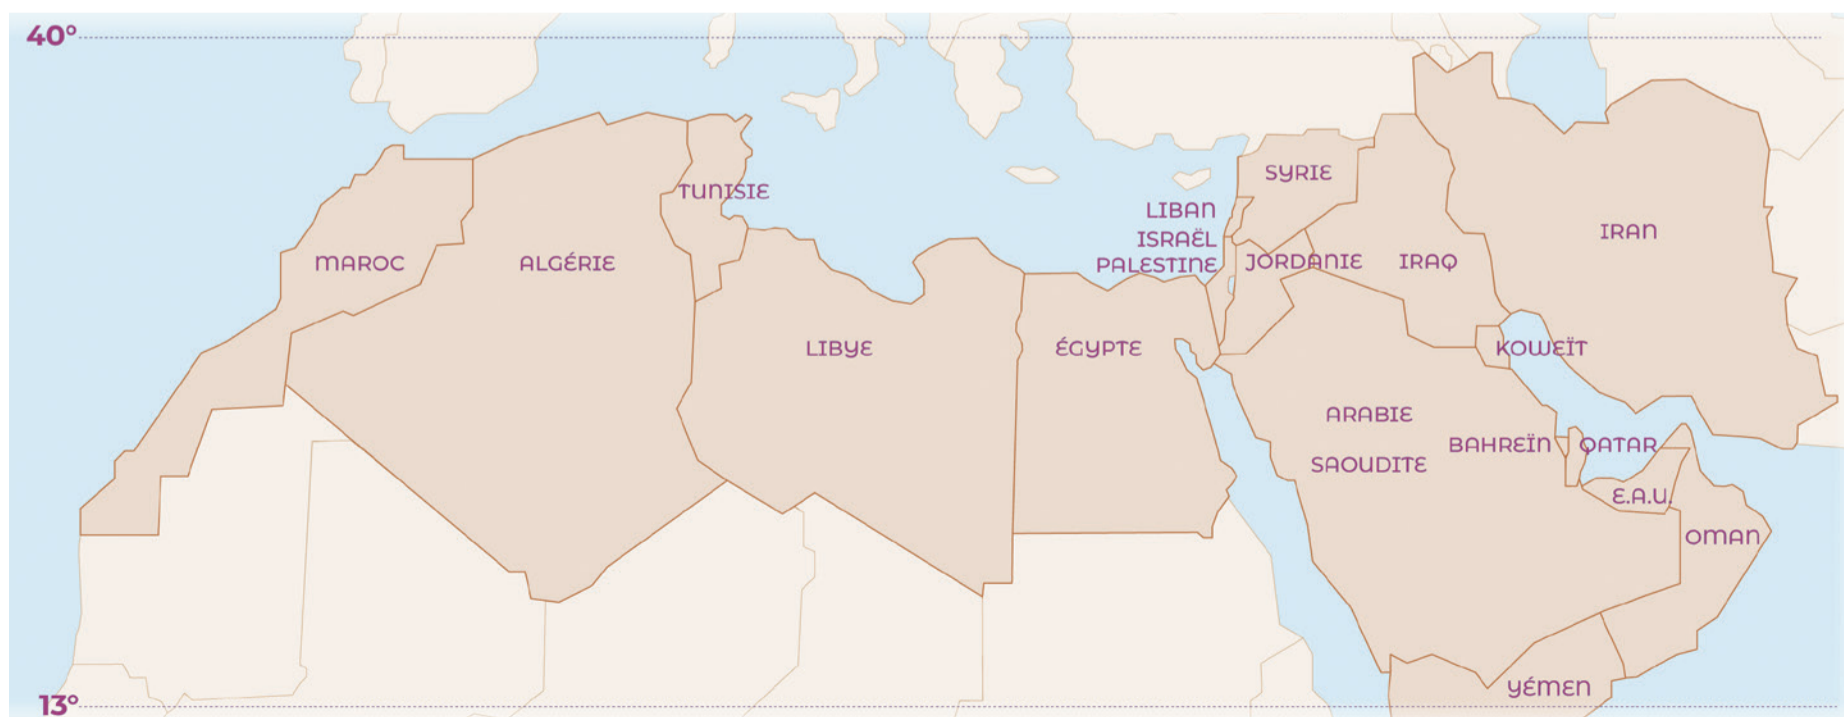 40°
SYRIE
TUNISIE
LIBAN
ISRAËL
PALESTINE
IRAN
MAROC
ALGÉRIE
JORDANIE
IRAQ
LIBYE
ÉGYPTE
KOWEÏT
ARABIE
SAOUDITE
BAHREÏN
QATAR
E.A.U.
OMAN
YÉMEN
13°